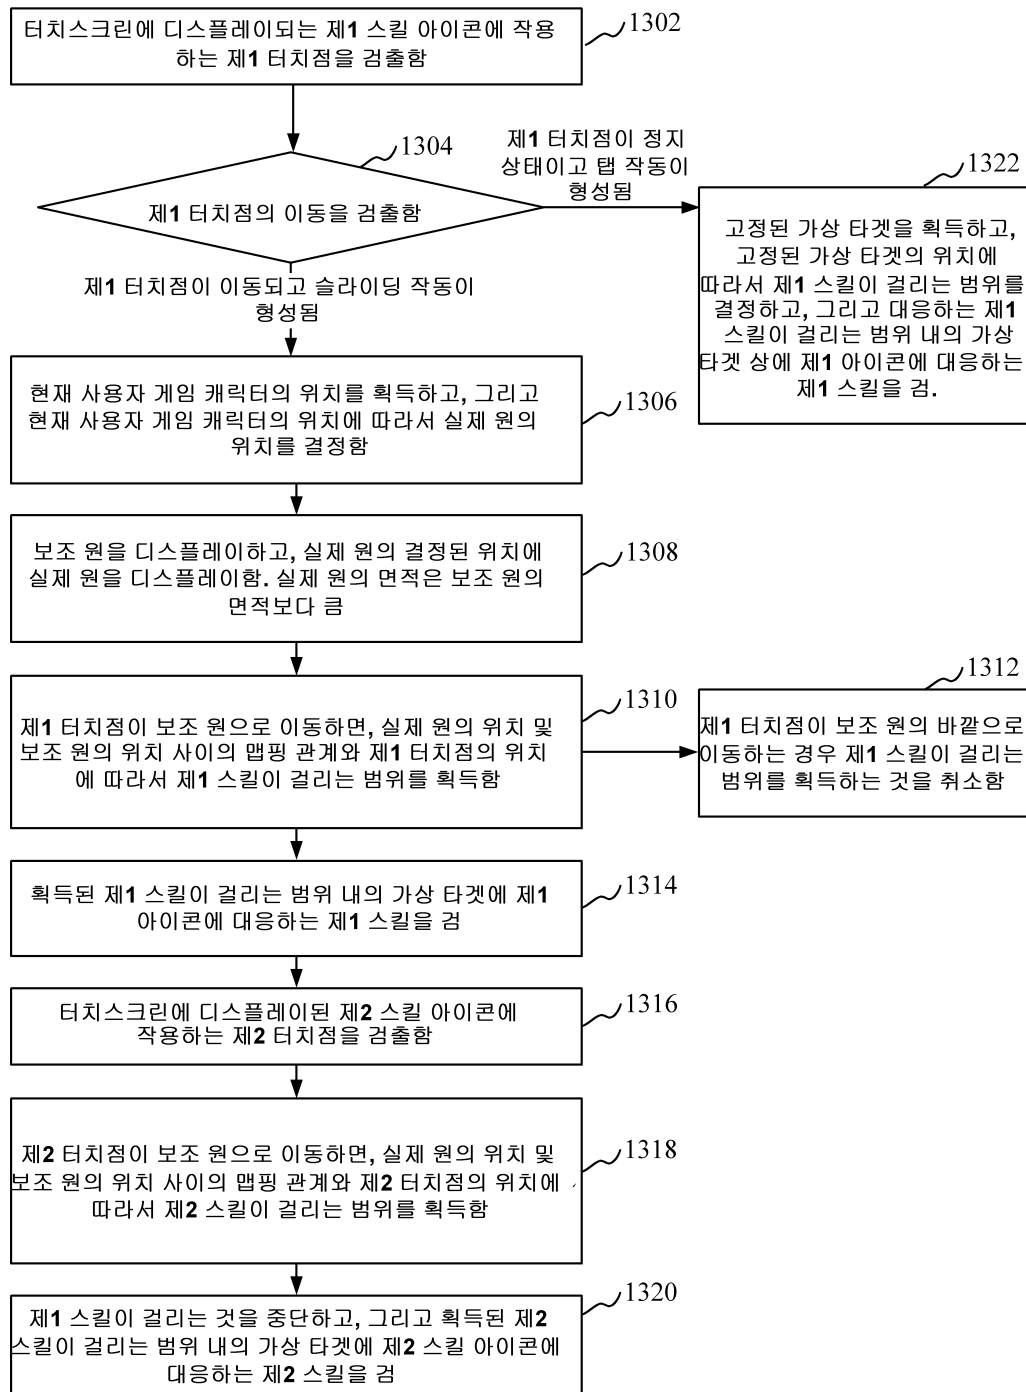 터치스크린에 디스플레이되는 제1 스킬 아이콘에 작용
하는 제1 터치점을 검출함
1302
1304
제1 터치점의 이동을 검출함
제1 터치점이 정지
상태이고 탭 작동이
형성됨
1322
고정된 가상 타겟을 획득하고,
고정된 가상 타겟의 위치에
따라서 제1 스킬이 걸리는 범위를
결정하고, 그리고 대응하는 제1
스킬이 걸리는 범위 내의 가상
타겟 상에 제1 아이콘에 대응하는
제1 스킬을 검.
제1 터치점이 이동되고 슬라이딩 작동이
형성됨
현재 사용자 게임 캐릭터의 위치를 획득하고, 그리고
현재 사용자 게임 캐릭터의 위치에 따라서 실제 원의
위치를 결정함
1306
보조 원을 디스플레이하고, 실제 원의 결정된 위치에
실제 원을 디스플레이함. 실제 원의 면적은 보조 원의
면적보다 큼
1308
제1 터치점이 보조 원으로 이동하면, 실제 원의 위치 및
보조 원의 위치 사이의 맵핑 관계와 제1 터치점의 위치
에 따라서 제1 스킬이 걸리는 범위를 획득함
1310
1312
제1 터치점이 보조 원의 바깥으로
이동하는 경우 제1 스킬이 걸리는
범위를 획득하는 것을 취소함
획득된 제1 스킬이 걸리는 범위 내의 가상 타겟에 제1
아이콘에 대응하는 제1 스킬을 검
1314
터치스크린에 디스플레이된 제2 스킬 아이콘에
작용하는 제2 터치점을 검출함
1316
제2 터치점이 보조 원으로 이동하면, 실제 원의 위치 및
보조 원의 위치 사이의 맵핑 관계와 제2 터치점의 위치에
따라서 제2 스킬이 걸리는 범위를 획득함
1318
제1 스킬이 걸리는 것을 중단하고, 그리고 획득된 제2
스킬이 걸리는 범위 내의 가상 타겟에 제2 스킬 아이콘에
대응하는 제2 스킬을 검
1320